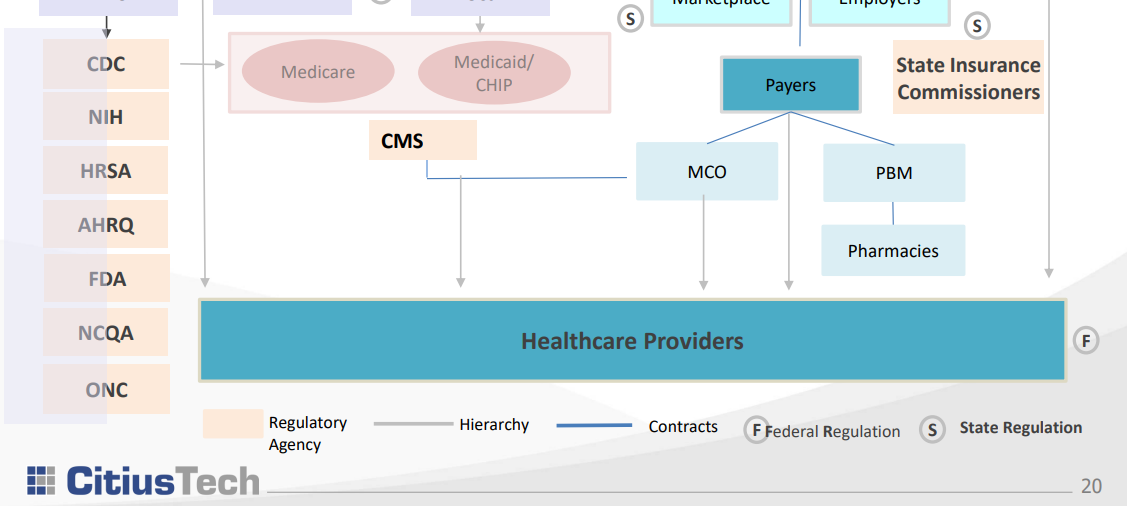 Marketplace
Employers
S
S
CDC
Medicare
Medicaid/
CHIP
Payers
State Insurance
Commissioners
NIH
CMS
HRSA
MCO
PBM
AHRQ
Pharmacies
FDA
NCQA
Healthcare Providers
F
ONC
Regulatory
Agency
Hierarchy
Contracts
F Federal Regulation
S State Regulation
CitiusTech
20